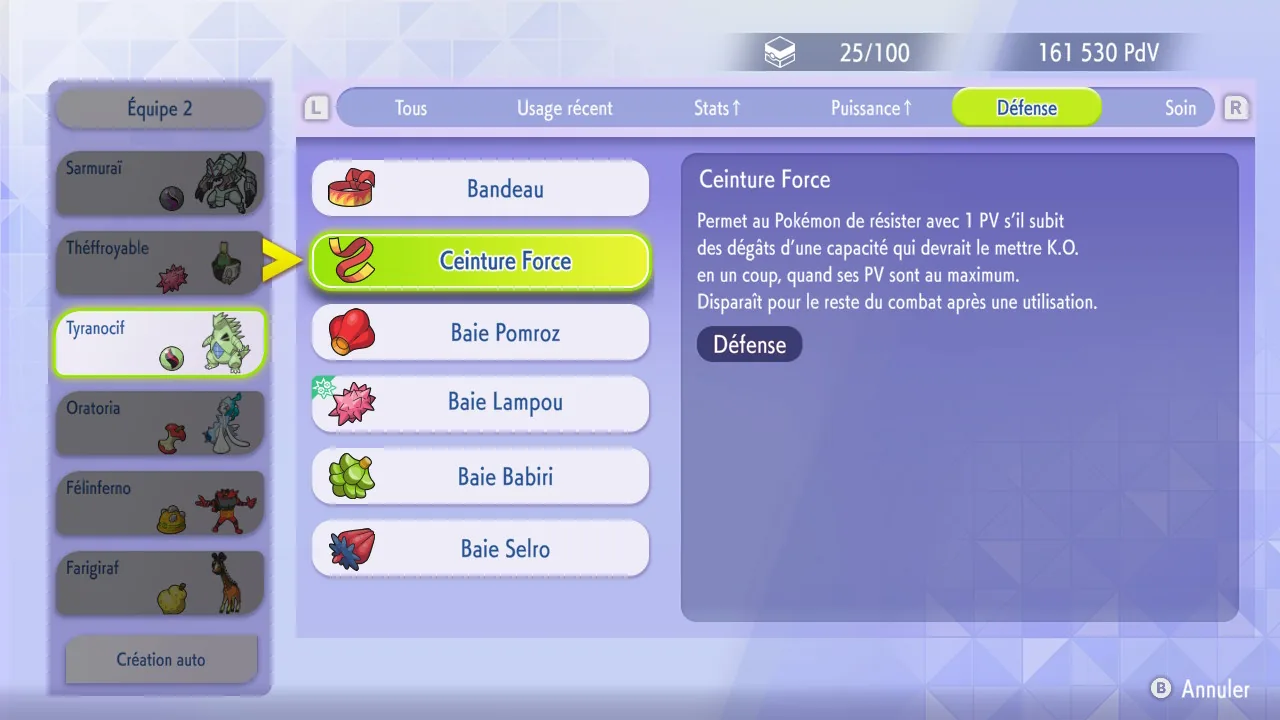 25/100
161 530 PdV
Équipe 2
L
Tous
Usage récent
Stats↑
Puissance↑
Défense
Soin
R
Sarmuraï
Théffroyable
Tyranocif
Oratoria
Félinferno
Farigiraf
Création auto
Bandeau
Ceinture Force
Baie Pomroz
Baie Lampou
Baie Babiri
Baie Selro
Ceinture Force
Permet au Pokémon de résister avec 1 PV s'il subit
des dégâts d'une capacité qui devrait le mettre K.O.
en un coup, quand ses PV sont au maximum.
Disparaît pour le reste du combat après une utilisation.
Défense
B Annuler